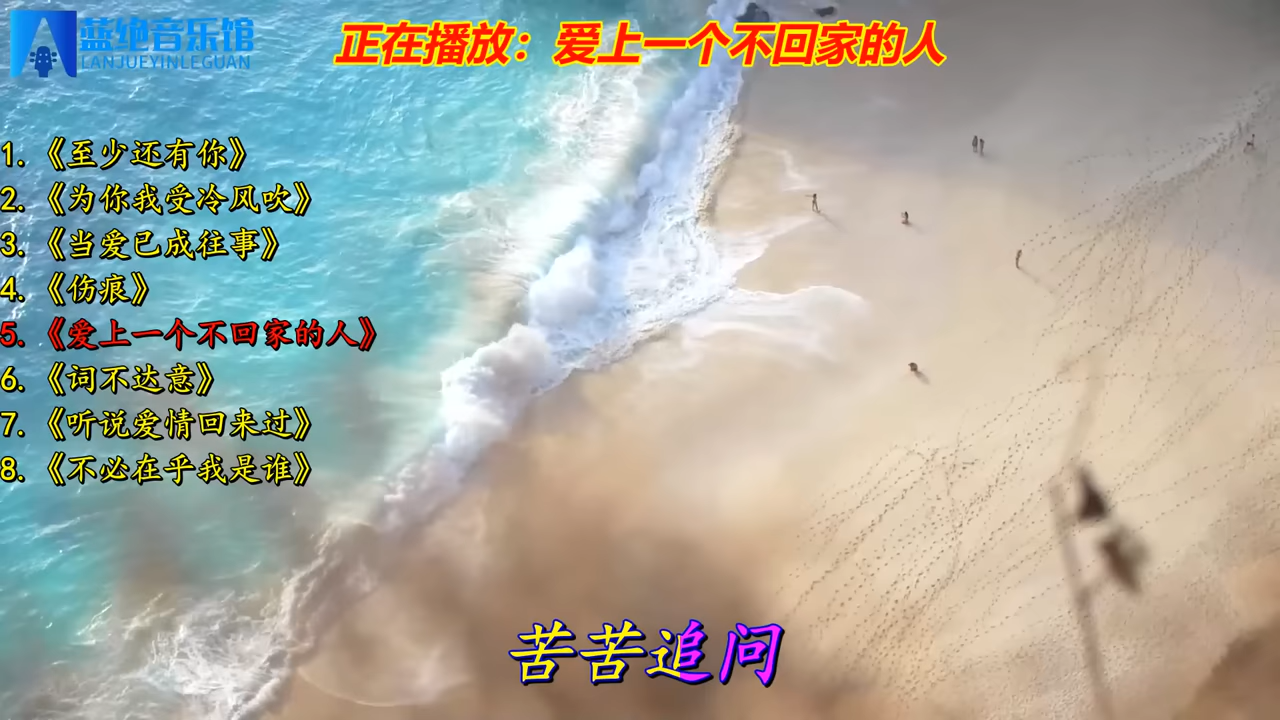 蓝绝音乐馆
LANJUEYINLEGUAN
正在播放：爱上一个不回家的人
1.《至少还有你》
2.《为你我受冷风吹》
3.《当爱已成往事》
4.《伤痕》
5.《爱上一个不回家的人》
6.《词不达意》
7.《听说爱情回来过》
8.《不必在乎我是谁》
苦苦追问